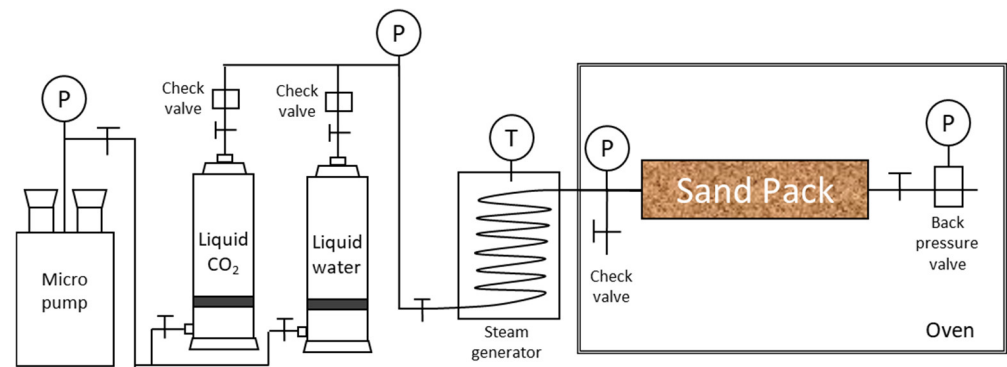 P
Micro
pump
Check
valve
Liquid
CO₂
Check
valve
Liquid
water
P
T
Steam
generator
P
Check
valve
Sand Pack
P
Back
pressure
valve
Oven